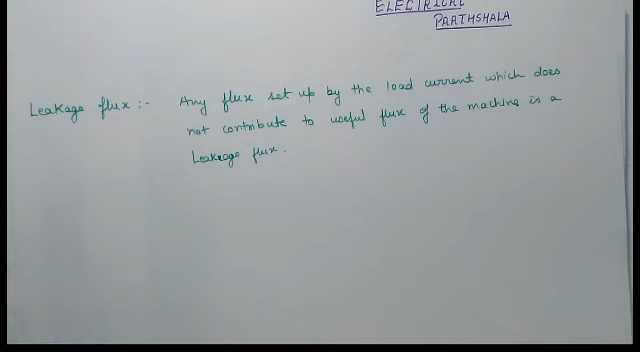 ELECTRICAL
PARTHSHALA
Leakage flux :- Any flux set up by the load current which does
not contribute to useful flux of the machine is a
Leakage flux.